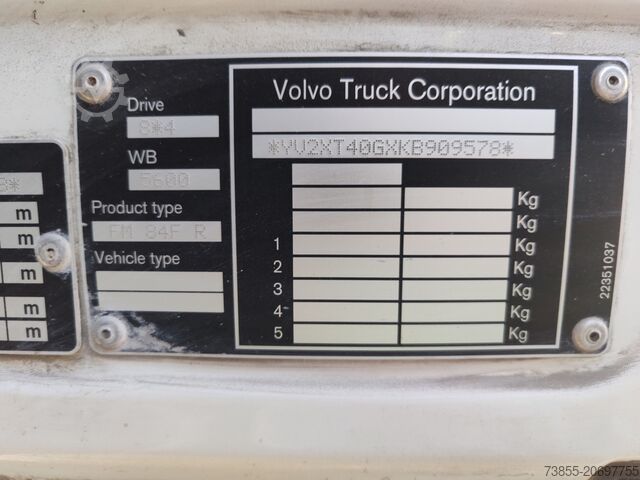 Volvo Truck Corporation
Drive
8*4
*YV2XT40GXKB909578*
WB
5600
Product type
FM 84F R
Vehicle type
Kg
Kg
1 Kg
2 Kg
3 Kg
4 Kg
5 Kg
22351037
8*
m
m
m
m
m
73855-20697755